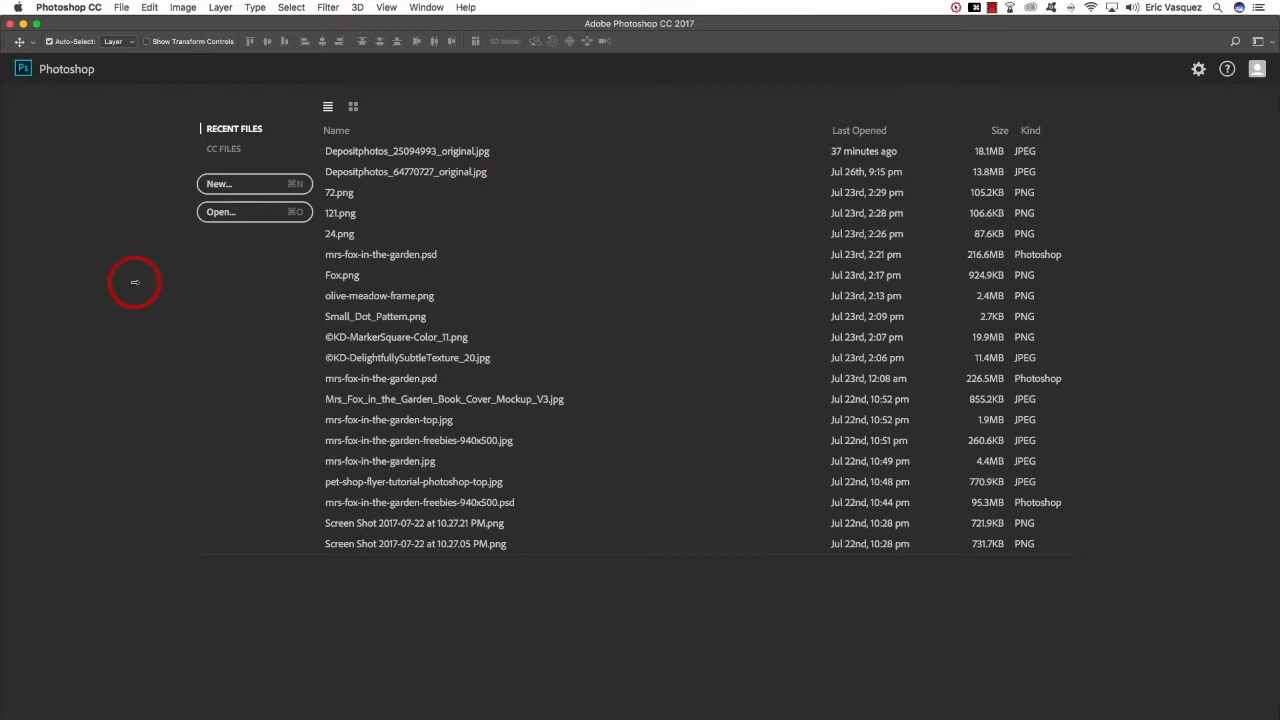 Photoshop CC File Edit Image Layer Type Select Filter 3D View Window Help Eric Vasquez
Adobe Photoshop CC 2017
Auto-Select: Layer Show Transform Controls 3D Mode:
Ps Photoshop
RECENT FILES
CC FILES
New... ⌘N
Open... ⌘O
Name Last Opened Size Kind
Depositphotos_25094993_original.jpg 37 minutes ago 18.1MB JPEG
Depositphotos_64770727_original.jpg Jul 26th, 9:15 pm 13.8MB JPEG
72.png Jul 23rd, 2:29 pm 105.2KB PNG
121.png Jul 23rd, 2:28 pm 106.6KB PNG
24.png Jul 23rd, 2:26 pm 87.6KB PNG
mrs-fox-in-the-garden.psd Jul 23rd, 2:21 pm 216.6MB Photoshop
Fox.png Jul 23rd, 2:17 pm 924.9KB PNG
olive-meadow-frame.png Jul 23rd, 2:13 pm 2.4MB PNG
Small_Dot_Pattern.png Jul 23rd, 2:09 pm 2.7KB PNG
©KD-MarkerSquare-Color_11.png Jul 23rd, 2:07 pm 19.9MB PNG
©KD-DelightfullySubtleTexture_20.jpg Jul 23rd, 2:06 pm 11.4MB JPEG
mrs-fox-in-the-garden.psd Jul 23rd, 12:08 am 226.5MB Photoshop
Mrs_Fox_in_the_Garden_Book_Cover_Mockup_V3.jpg Jul 22nd, 10:52 pm 855.2KB JPEG
mrs-fox-in-the-garden-top.jpg Jul 22nd, 10:52 pm 1.9MB JPEG
mrs-fox-in-the-garden-freebies-940x500.jpg Jul 22nd, 10:51 pm 260.6KB JPEG
mrs-fox-in-the-garden.jpg Jul 22nd, 10:49 pm 4.4MB JPEG
pet-shop-flyer-tutorial-photoshop-top.jpg Jul 22nd, 10:48 pm 770.9KB JPEG
mrs-fox-in-the-garden-freebies-940x500.psd Jul 22nd, 10:44 pm 95.3MB Photoshop
Screen Shot 2017-07-22 at 10.27.21 PM.png Jul 22nd, 10:28 pm 721.9KB PNG
Screen Shot 2017-07-22 at 10.27.05 PM.png Jul 22nd, 10:28 pm 731.7KB PNG